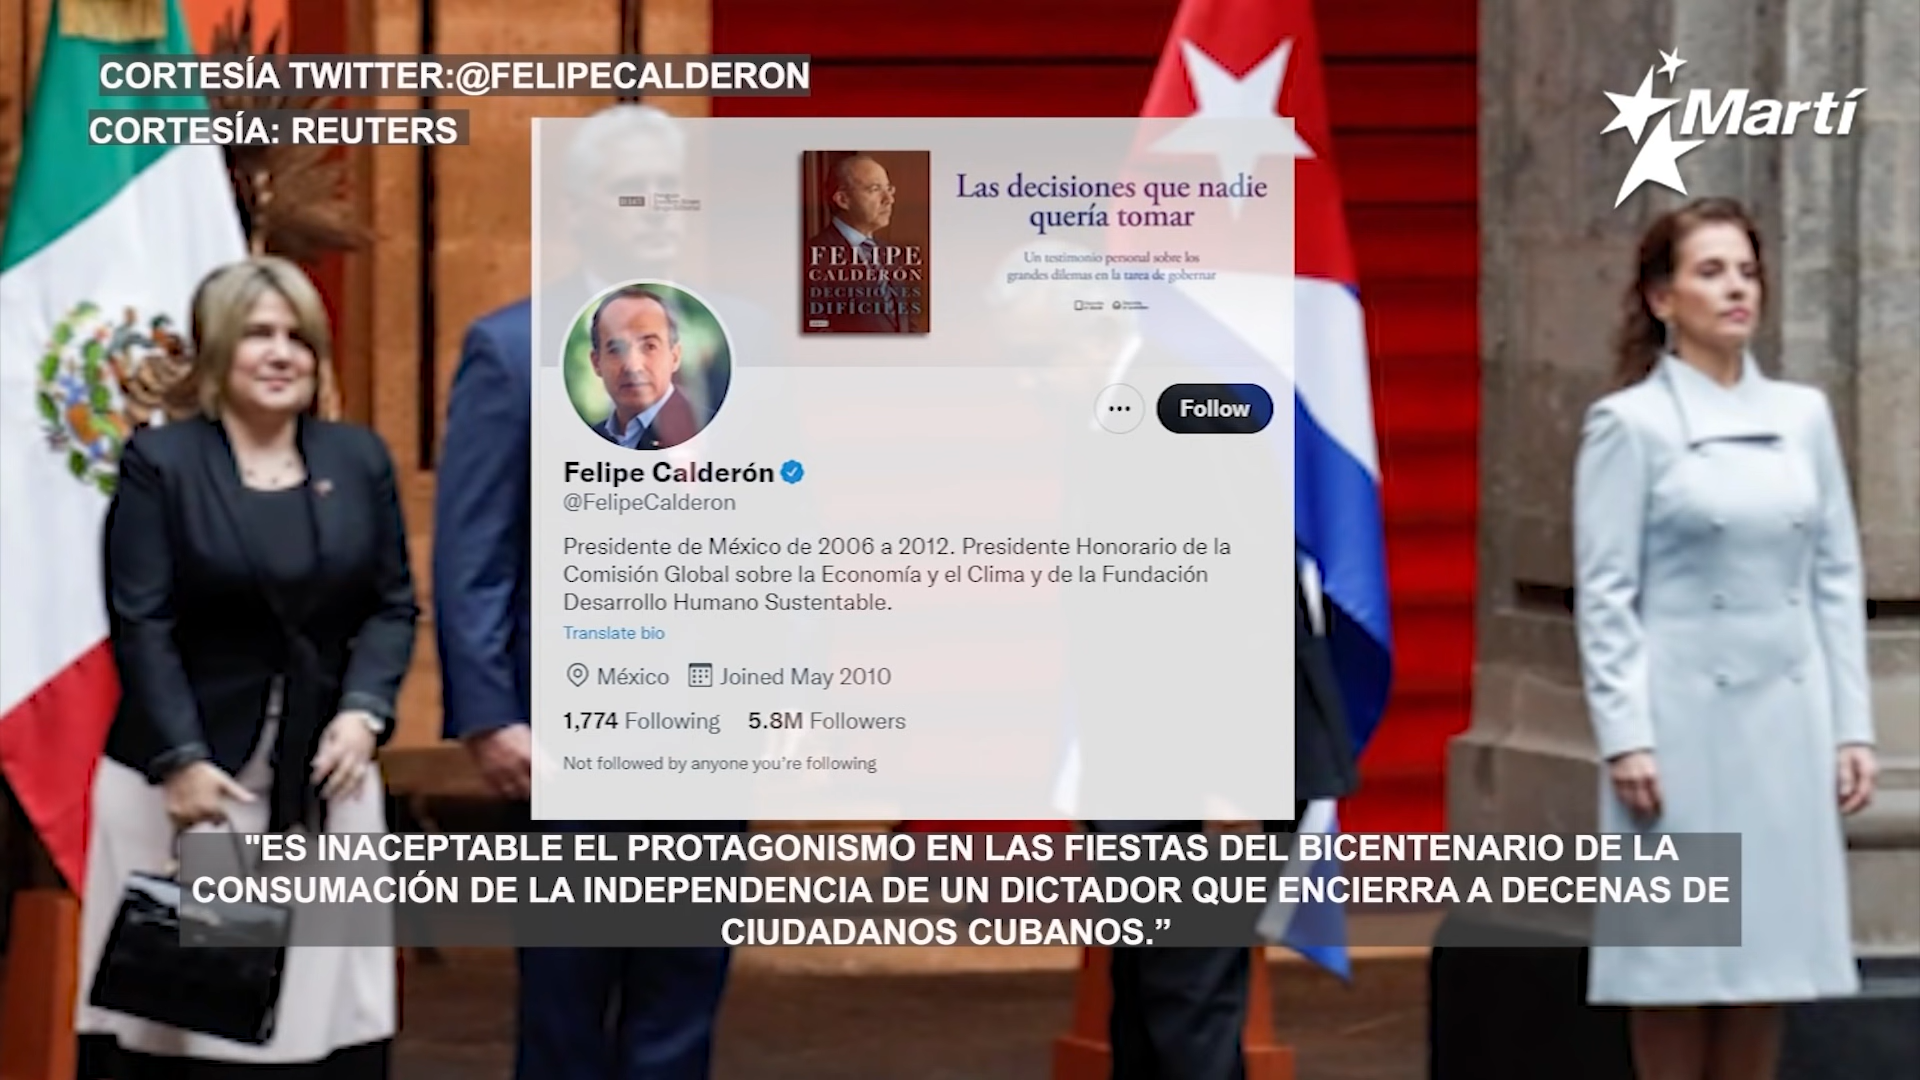 CORTESÍA TWITTER:@FELIPECALDERON
CORTESÍA: REUTERS
Martí
Las decisiones que nadie
quería tomar
Un testimonio personal sobre los
grandes dilemas en la tarea de gobernar
FELIPE
CALDERÓN
DECISIONES
DIFÍCILES
Follow
Felipe Calderón
@FelipeCalderon
Presidente de México de 2006 a 2012. Presidente Honorario de la
Comisión Global sobre la Economía y el Clima y de la Fundación
Desarrollo Humano Sustentable.
Translate bio
México Joined May 2010
1,774 Following 5.8M Followers
Not followed by anyone you're following
"ES INACEPTABLE EL PROTAGONISMO EN LAS FIESTAS DEL BICENTENARIO DE LA
CONSUMACIÓN DE LA INDEPENDENCIA DE UN DICTADOR QUE ENCIERRA A DECENAS DE
CIUDADANOS CUBANOS.”